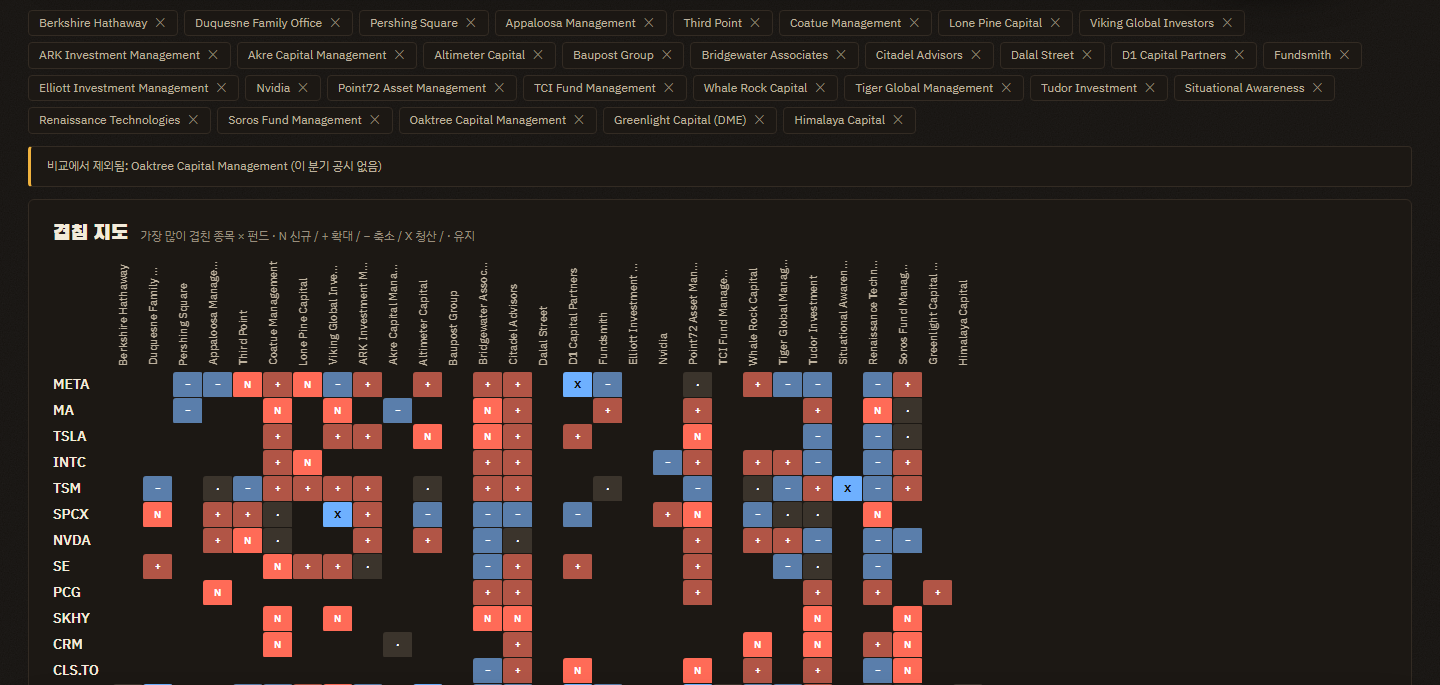 Berkshire Hathaway × Duquesne Family Office × Pershing Square × Appaloosa Management × Third Point × Coatue Management × Lone Pine Capital × Viking Global Investors ×
ARK Investment Management × Akre Capital Management × Altimeter Capital × Baupost Group × Bridgewater Associates × Citadel Advisors × Dalal Street × D1 Capital Partners × Fundsmith ×
Elliott Investment Management × Nvidia × Point72 Asset Management × TCI Fund Management × Whale Rock Capital × Tiger Global Management × Tudor Investment × Situational Awareness ×
Renaissance Technologies × Soros Fund Management × Oaktree Capital Management × Greenlight Capital (DME) × Himalaya Capital ×
비교에서 제외됨: Oaktree Capital Management (이 분기 공시 없음)
겹침 지도 가장 많이 겹친 종목 × 펀드 · N 신규 / + 확대 / − 축소 / X 청산 / · 유지
Berkshire Hathaway
Duquesne Family ...
Pershing Square
Appaloosa Manage...
Third Point
Coatue Management
Lone Pine Capital
Viking Global Inve...
ARK Investment M...
Akre Capital Mana...
Altimeter Capital
Baupost Group
Bridgewater Assoc...
Citadel Advisors
Dalal Street
D1 Capital Partners
Fundsmith
Elliott Investment ...
Nvidia
Point72 Asset Man...
TCI Fund Manage...
Whale Rock Capital
Tiger Global Manag...
Tudor Investment
Situational Awaren...
Renaissance Techn...
Soros Fund Manag...
Greenlight Capital ...
Himalaya Capital
META − − N + N − + + + + X − · + − − − +
MA − N N − N + + + + N ·
TSLA + + + N N + + N − − ·
INTC + N + + − + + + − − +
TSM − · − + + + + · + + · − · − + X − +
SPCX N + + · X + − − − − + N − · · N
NVDA + N · + + − · + + + − − −
SE + N + + · − + + + − · −
PCG N + + + + + +
SKHY N N N N N N
CRM N · + N N + N
CLS.TO − + N N + + − N